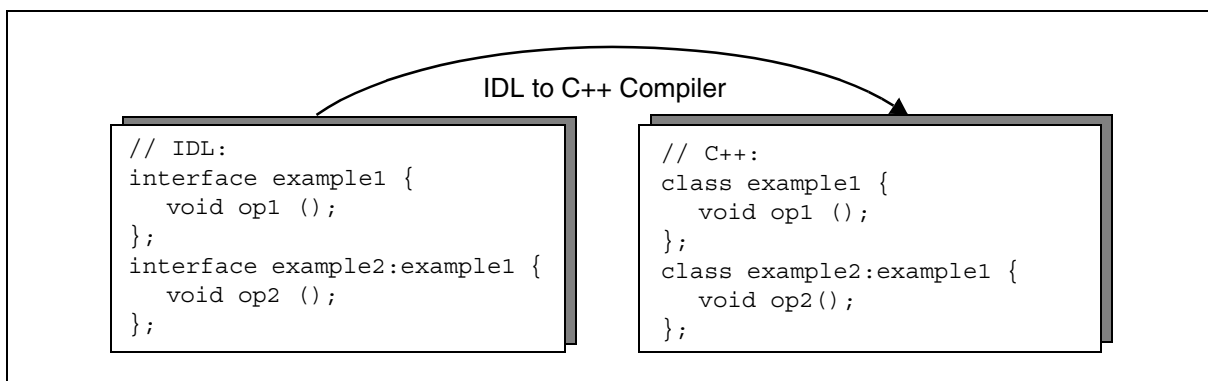 IDL to C++ Compiler
// IDL:
interface example1 {
void op1 ();
};
interface example2:example1 {
void op2 ();
};
// C++:
class example1 {
void op1 ();
};
class example2:example1 {
void op2();
};